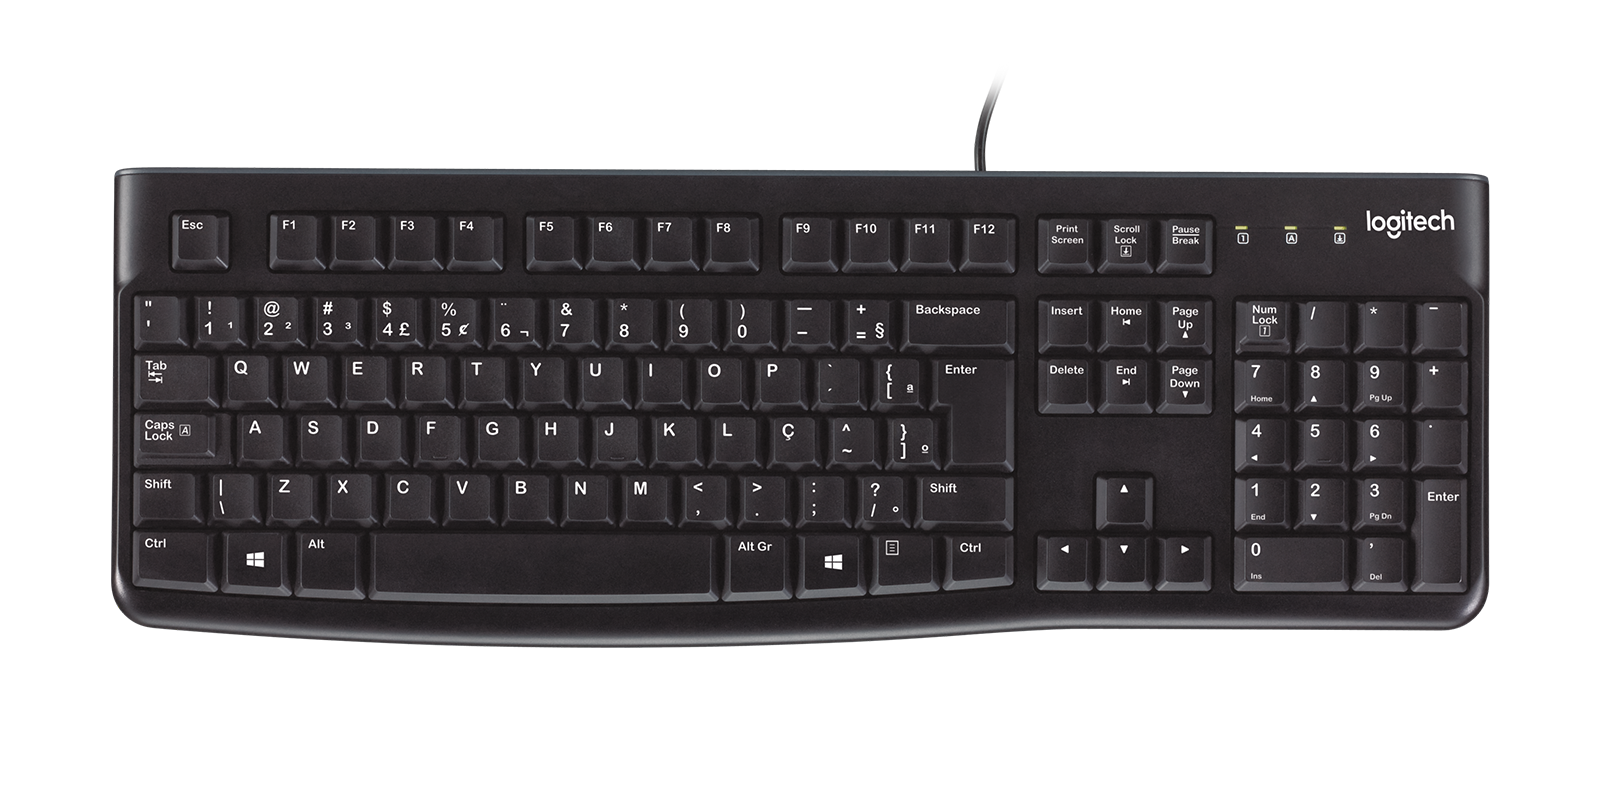 Esc F1 F2 F3 F4 F5 F6 F7 F8 F9 F10 F11 F12
Print
Screen
Scroll
Lock
Pause
Break
1 A
logitech
" ! @ # $ % ¨ & * ( ) — + Backspace
' 1 ¹ 2 ² 3 ³ 4 £ 5 ¢ 6 ¬ 7 8 9 0 – = §
Insert Home Page
Up
Num
Lock
1
/ * −
Tab Q W E R T Y U I O P ` { Enter
´ [ ª
Delete End Page
Down
7 8 9 +
Home Pg Up
Caps
Lock A
A S D F G H J K L Ç ^ }
~ ] º
4 5 6 .
Shift | Z X C V B N M < > : ? Shift
\ , . ; / °
1 2 3 Enter
End Pg Dn
Ctrl Alt Alt Gr Ctrl
0 ,
Ins Del